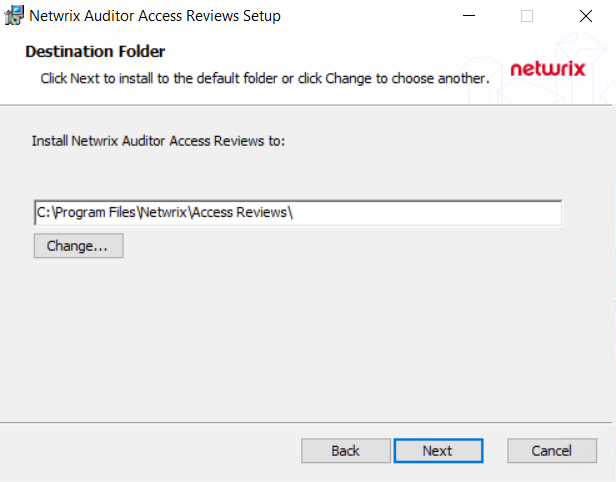 Netwrix Auditor Access Reviews Setup
Destination Folder
Click Next to install to the default folder or click Change to choose another.
netwrix
Install Netwrix Auditor Access Reviews to:
C:\Program Files\Netwrix\Access Reviews\
Change...
Back
Next
Cancel